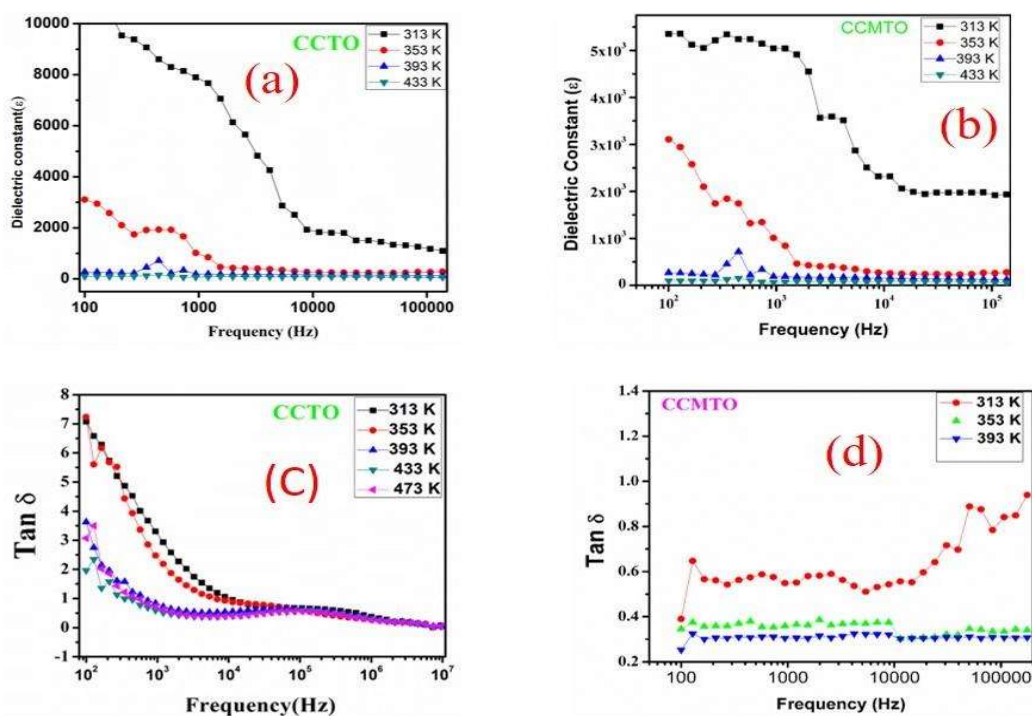 10000
8000
6000
4000
2000
0
Dielectric constant(ε)
CCTO
(a)
313 K
353 K
393 K
433 K
100
1000
10000
100000
Frequency (Hz)
6x10³
5x10³
4x10³
3x10³
2x10³
1x10³
0
Dielectric Constant (ε)
CCMTO
(b)
313 K
353 K
393 K
433 K
10²
10³
10⁴
10⁵
Frequency (Hz)
8
7
6
5
4
3
2
1
0
-1
Tan δ
CCTO
(C)
313 K
353 K
393 K
433 K
473 K
10²
10³
10⁴
10⁵
10⁶
10⁷
Frequency(Hz)
1.4
1.2
1.0
0.8
0.6
0.4
0.2
Tan δ
CCMTO
(d)
313 K
353 K
393 K
100
1000
10000
100000
Frequency (Hz)